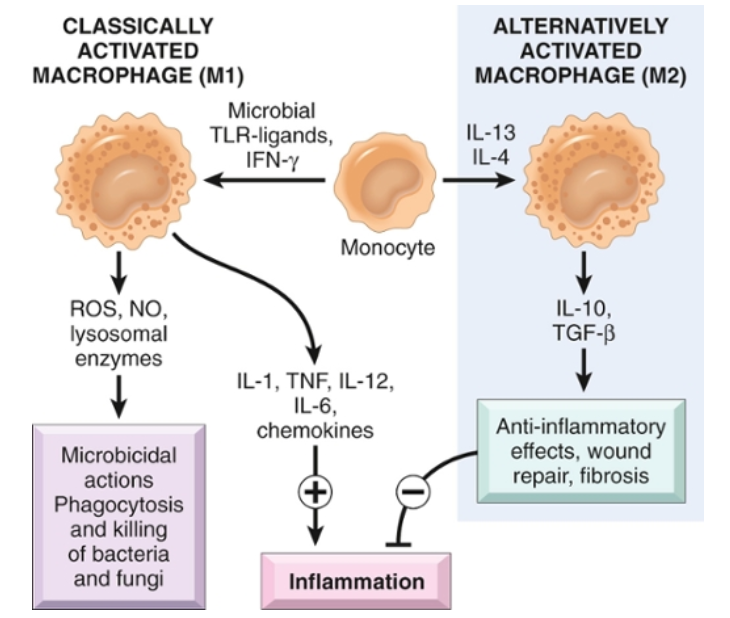 CLASSICALLY
ACTIVATED
MACROPHAGE (M1)
ALTERNATIVELY
ACTIVATED
MACROPHAGE (M2)
Microbial
TLR-ligands,
IFN-γ
IL-13
IL-4
Monocyte
ROS, NO,
lysosomal
enzymes
IL-10,
TGF-β
IL-1, TNF, IL-12,
IL-6,
chemokines
Microbicidal
actions
Phagocytosis
and killing
of bacteria
and fungi
Anti-inflammatory
effects, wound
repair, fibrosis
+
−
Inflammation